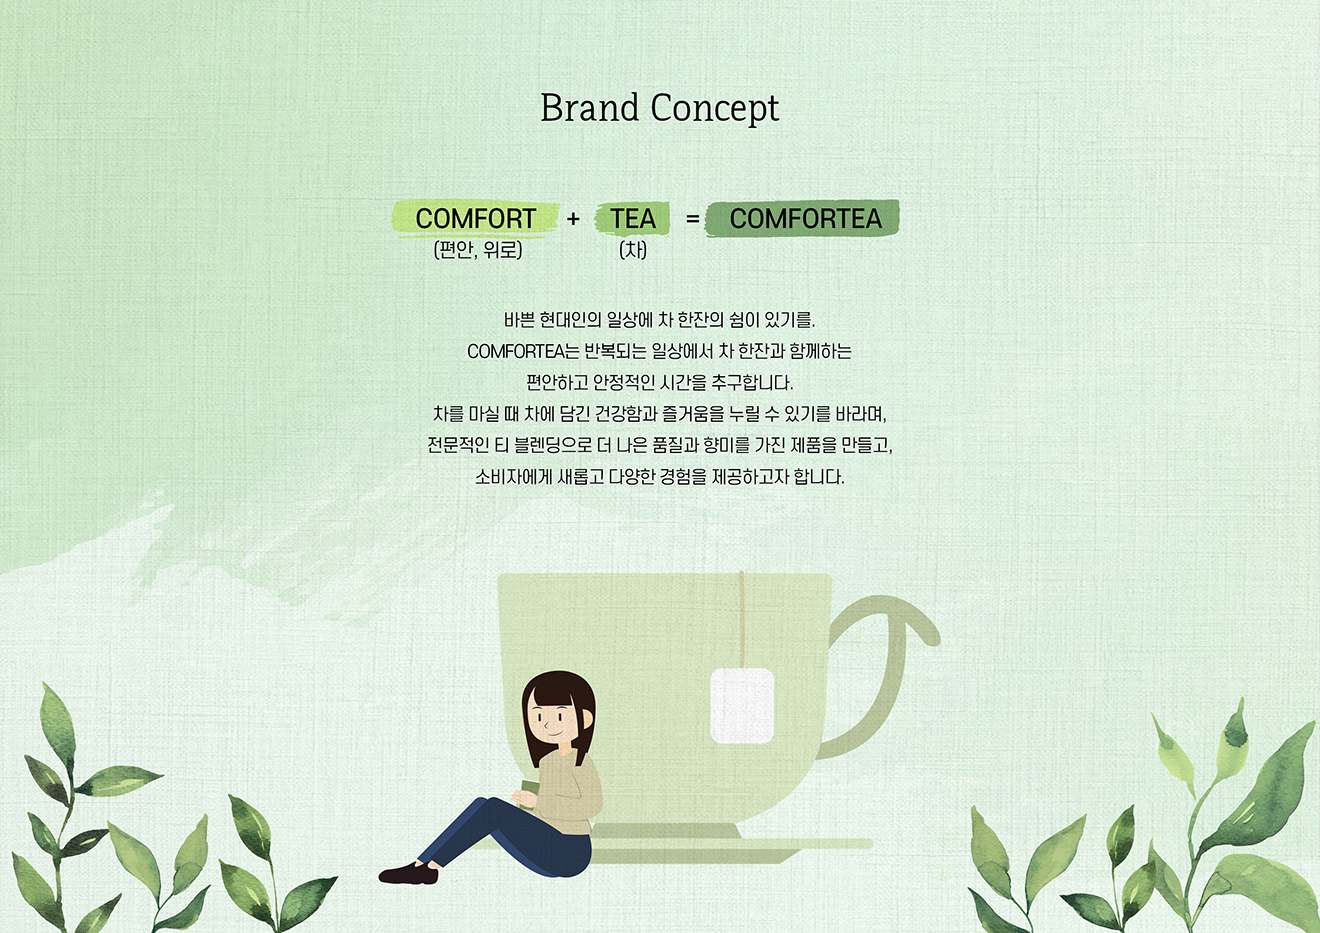 Brand Concept
COMFORT + TEA = COMFORTEA
(편안, 위로) (차)
바쁜 현대인의 일상에 차 한잔의 쉼이 있기를.
COMFORTEA는 반복되는 일상에서 차 한잔과 함께하는
편안하고 안정적인 시간을 추구합니다.
차를 마실 때 차에 담긴 건강함과 즐거움을 누릴 수 있기를 바라며,
전문적인 티 블렌딩으로 더 나은 품질과 향미를 가진 제품을 만들고,
소비자에게 새롭고 다양한 경험을 제공하고자 합니다.